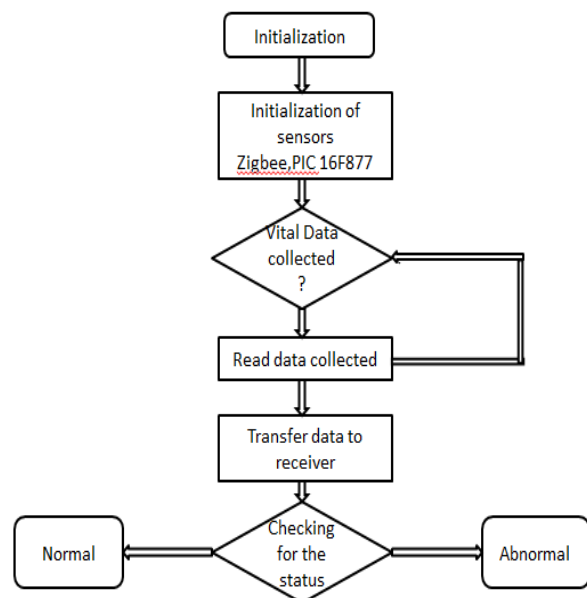 Initialization
Initialization of
sensors
Zigbee,PIC 16F877
Vital Data
collected
?
Read data collected
Transfer data to
receiver
Checking
for the
status
Normal
Abnormal